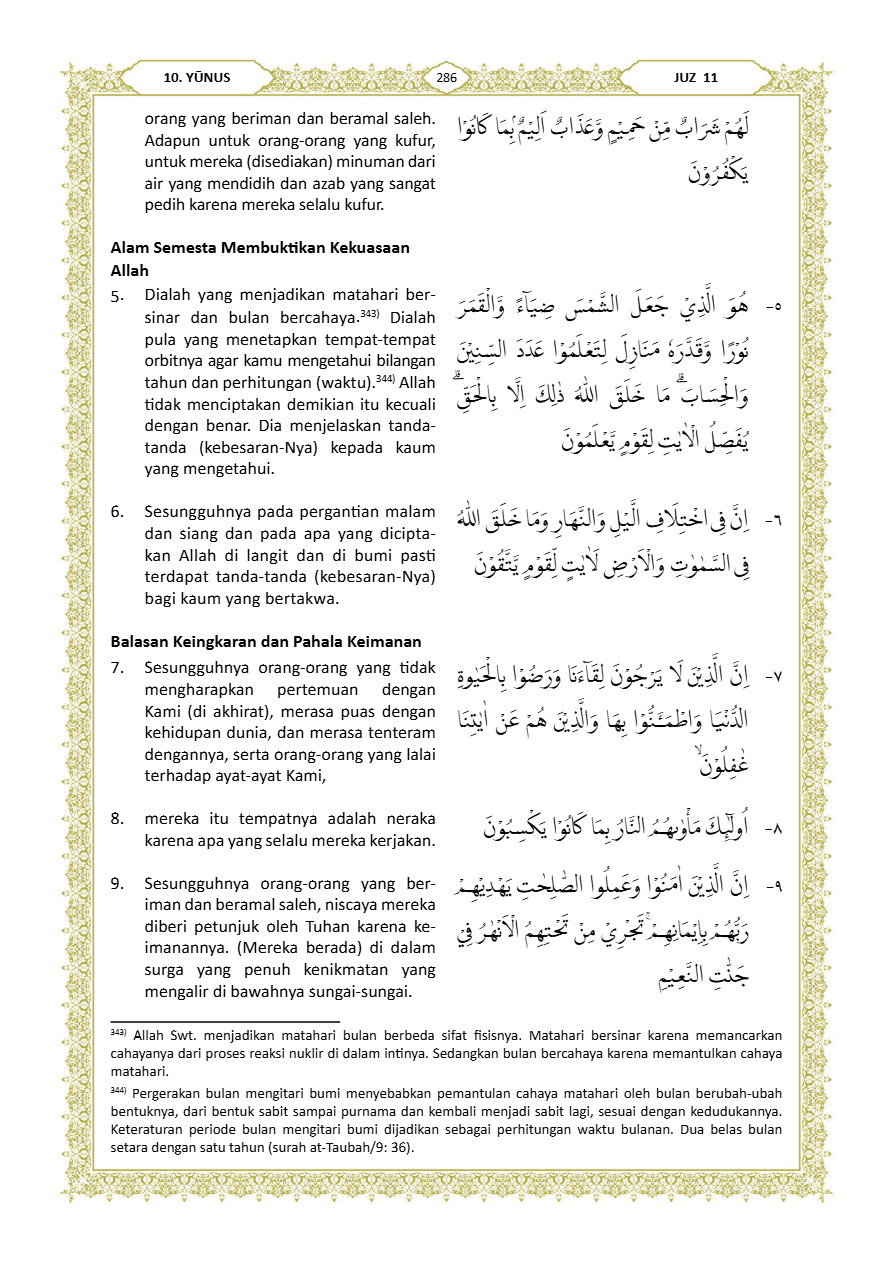 10. YŪNUS
286
JUZ 11
orang yang beriman dan beramal saleh.
Adapun untuk orang-orang yang kufur,
untuk mereka (disediakan) minuman dari
air yang mendidih dan azab yang sangat
pedih karena mereka selalu kufur.
لَهُمْ شَرَابٌ مِّنْ حَمِيْمٍ وَّعَذَابٌ اَلِيْمٌۢ بِمَا كَانُوْا
يَكْفُرُوْنَ
Alam Semesta Membuktikan Kekuasaan
Allah
5. Dialah yang menjadikan matahari ber-
sinar dan bulan bercahaya.343) Dialah
pula yang menetapkan tempat-tempat
orbitnya agar kamu mengetahui bilangan
tahun dan perhitungan (waktu).344) Allah
tidak menciptakan demikian itu kecuali
dengan benar. Dia menjelaskan tanda-
tanda (kebesaran-Nya) kepada kaum
yang mengetahui.
٥- هُوَ الَّذِيْ جَعَلَ الشَّمْسَ ضِيَاۤءً وَّالْقَمَرَ
نُوْرًا وَّقَدَّرَهٗ مَنَازِلَ لِتَعْلَمُوْا عَدَدَ السِّنِيْنَ
وَالْحِسَابَۗ مَا خَلَقَ اللّٰهُ ذٰلِكَ اِلَّا بِالْحَقِّۗ
يُفَصِّلُ الْاٰيٰتِ لِقَوْمٍ يَّعْلَمُوْنَ
6. Sesungguhnya pada pergantian malam
dan siang dan pada apa yang dicipta-
kan Allah di langit dan di bumi pasti
terdapat tanda-tanda (kebesaran-Nya)
bagi kaum yang bertakwa.
٦- اِنَّ فِى اخْتِلَافِ الَّيْلِ وَالنَّهَارِ وَمَا خَلَقَ اللّٰهُ
فِى السَّمٰوٰتِ وَالْاَرْضِ لَاٰيٰتٍ لِّقَوْمٍ يَّتَّقُوْنَ
Balasan Keingkaran dan Pahala Keimanan
7. Sesungguhnya orang-orang yang tidak
mengharapkan pertemuan dengan
Kami (di akhirat), merasa puas dengan
kehidupan dunia, dan merasa tenteram
dengannya, serta orang-orang yang lalai
terhadap ayat-ayat Kami,
٧- اِنَّ الَّذِيْنَ لَا يَرْجُوْنَ لِقَاۤءَنَا وَرَضُوْا بِالْحَيٰوةِ
الدُّنْيَا وَاطْمَـَٔنُّوْا بِهَا وَالَّذِيْنَ هُمْ عَنْ اٰيٰتِنَا
غٰفِلُوْنَۙ
8. mereka itu tempatnya adalah neraka
karena apa yang selalu mereka kerjakan.
٨- اُولٰۤىِٕكَ مَأْوٰىهُمُ النَّارُ بِمَا كَانُوْا يَكْسِبُوْنَ
9. Sesungguhnya orang-orang yang ber-
iman dan beramal saleh, niscaya mereka
diberi petunjuk oleh Tuhan karena ke-
imanannya. (Mereka berada) di dalam
surga yang penuh kenikmatan yang
mengalir di bawahnya sungai-sungai.
٩- اِنَّ الَّذِيْنَ اٰمَنُوْا وَعَمِلُوا الصّٰلِحٰتِ يَهْدِيْهِمْ
رَبُّهُمْ بِاِيْمَانِهِمْۚ تَجْرِيْ مِنْ تَحْتِهِمُ الْاَنْهٰرُ فِيْ
جَنّٰتِ النَّعِيْمِ
343) Allah Swt. menjadikan matahari bulan berbeda sifat fisisnya. Matahari bersinar karena memancarkan
cahayanya dari proses reaksi nuklir di dalam intinya. Sedangkan bulan bercahaya karena memantulkan cahaya
matahari.
344) Pergerakan bulan mengitari bumi menyebabkan pemantulan cahaya matahari oleh bulan berubah-ubah
bentuknya, dari bentuk sabit sampai purnama dan kembali menjadi sabit lagi, sesuai dengan kedudukannya.
Keteraturan periode bulan mengitari bumi dijadikan sebagai perhitungan waktu bulanan. Dua belas bulan
setara dengan satu tahun (surah at-Taubah/9: 36).